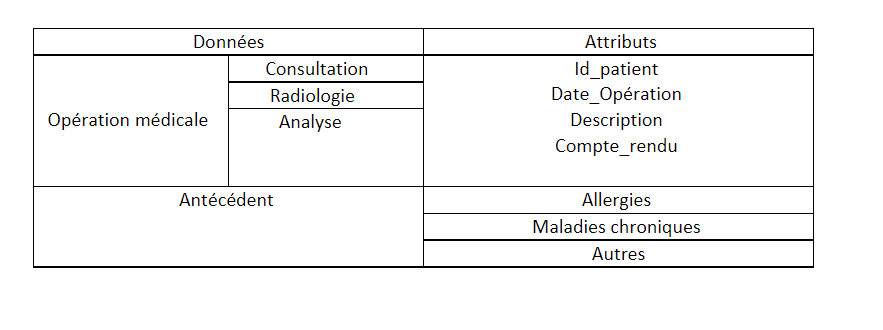 Données Attributs
Consultation Id_patient
Radiologie Date_Opération
Opération médicale Analyse Description
Compte_rendu
Antécédent Allergies
Maladies chroniques
Autres